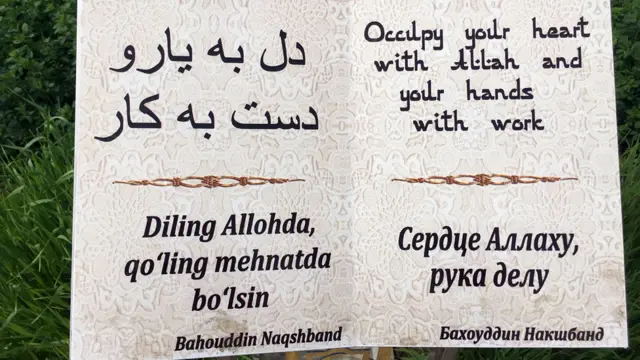 دل به یارو
دست به کار
Occupy your heart
with Allah and
your hands
with work
Diling Allohda,
qo‘ling mehnatda
bo‘lsin
Bahouddin Naqshband
Сердце Аллаху,
рука делу
Бахоуддин Накшбанд